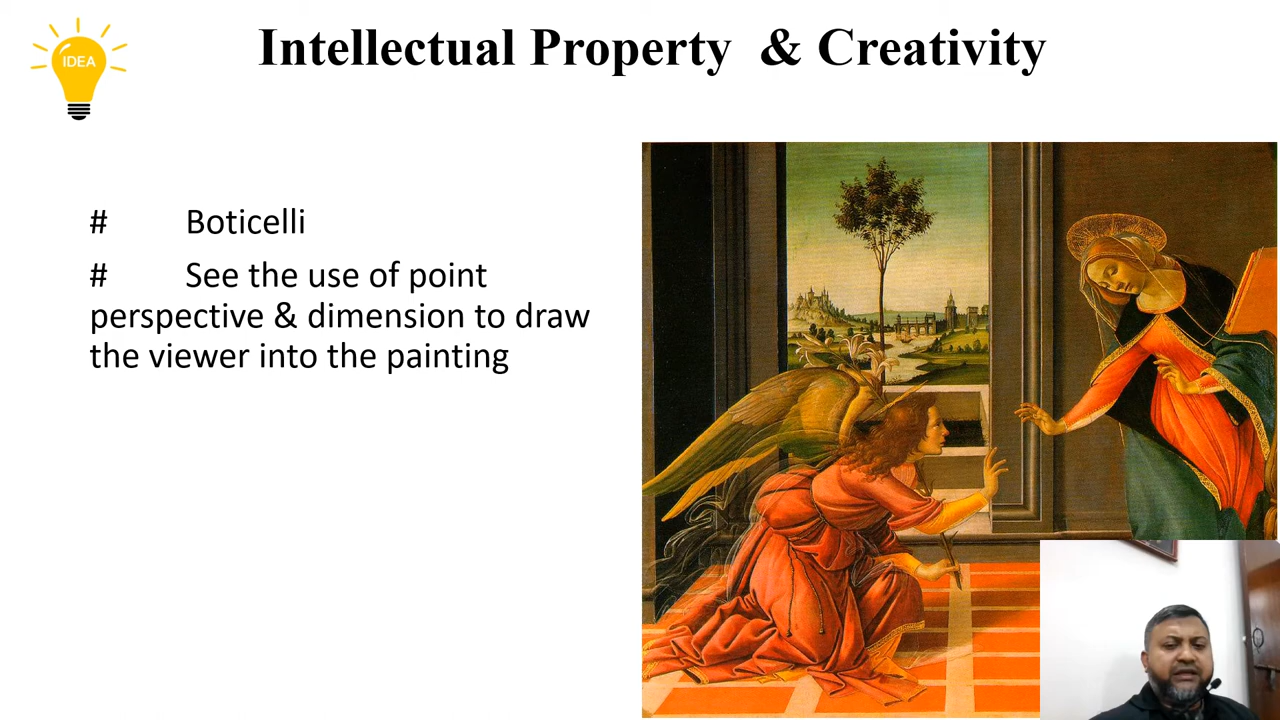 IDEA
Intellectual Property & Creativity
# Boticelli
# See the use of point
perspective & dimension to draw
the viewer into the painting